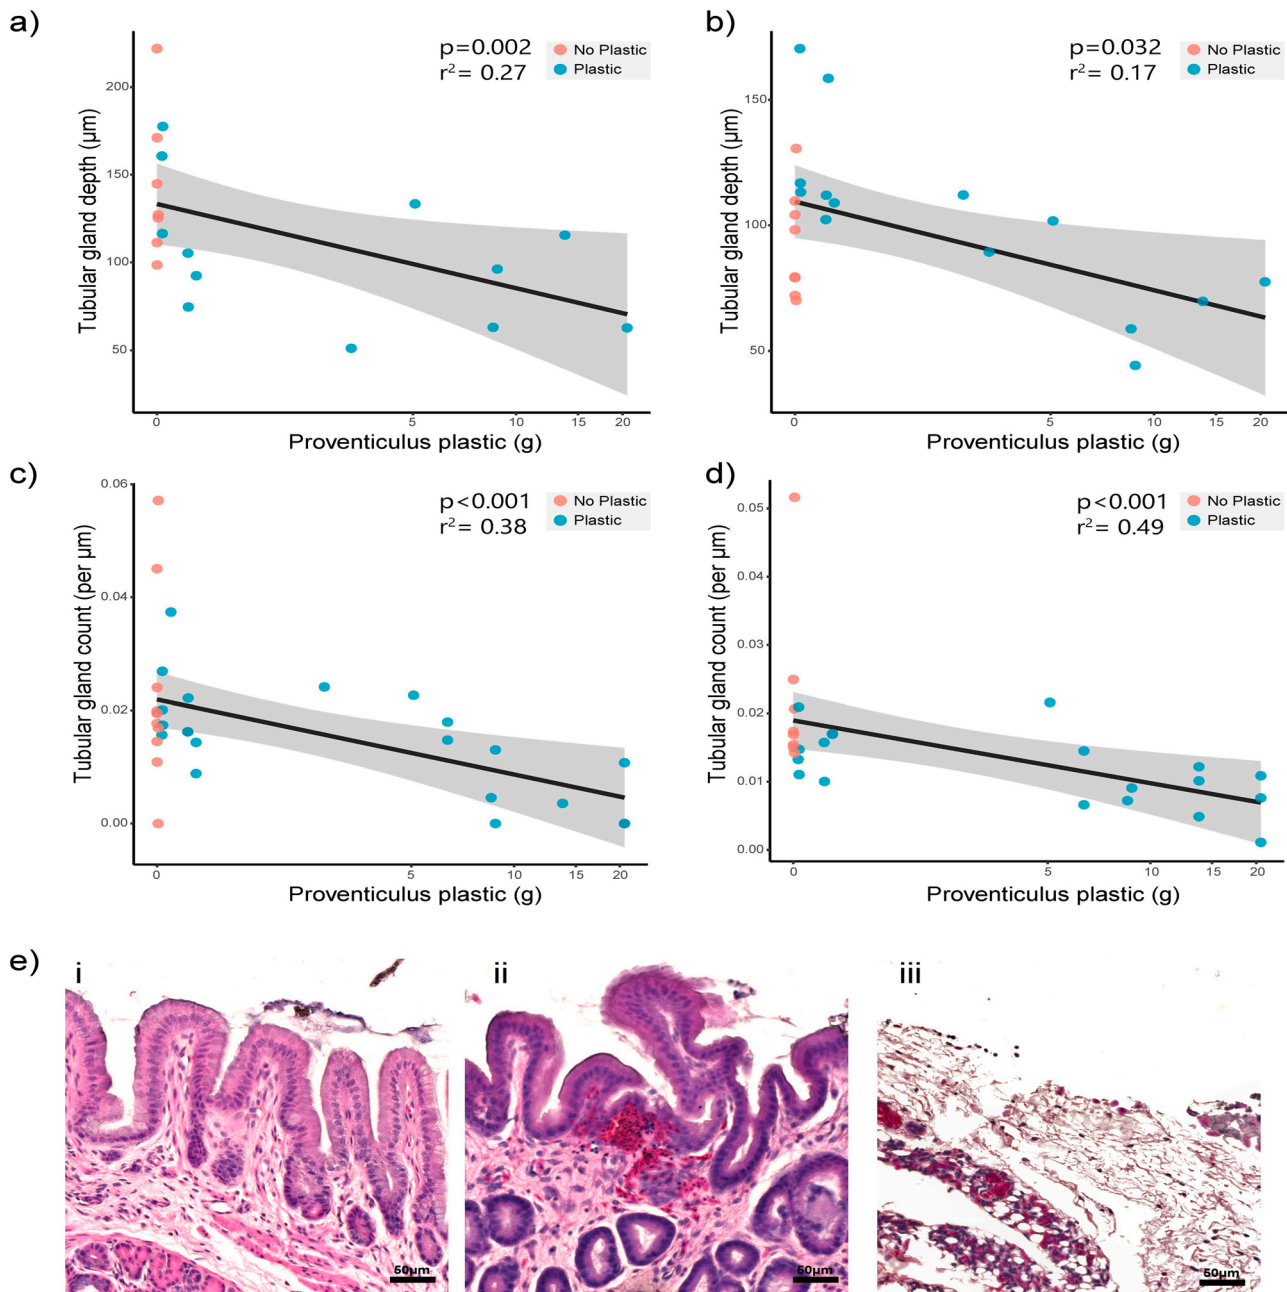 a)
p=0.002
r²= 0.27
No Plastic
Plastic
Tubular gland depth (µm)
200
150
100
50
0 5 10 15 20
Proventiculus plastic (g)
b)
p=0.032
r²= 0.17
No Plastic
Plastic
Tubular gland depth (µm)
150
100
50
0 5 10 15 20
Proventiculus plastic (g)
c)
p<0.001
r²= 0.38
No Plastic
Plastic
Tubular gland count (per µm)
0.06
0.04
0.02
0.00
0 5 10 15 20
Proventiculus plastic (g)
d)
p<0.001
r²= 0.49
No Plastic
Plastic
Tubular gland count (per µm)
0.05
0.03
0.02
0.01
0.00
0 5 10 15 20
Proventiculus plastic (g)
e)
i
50µm
ii
50µm
iii
50µm